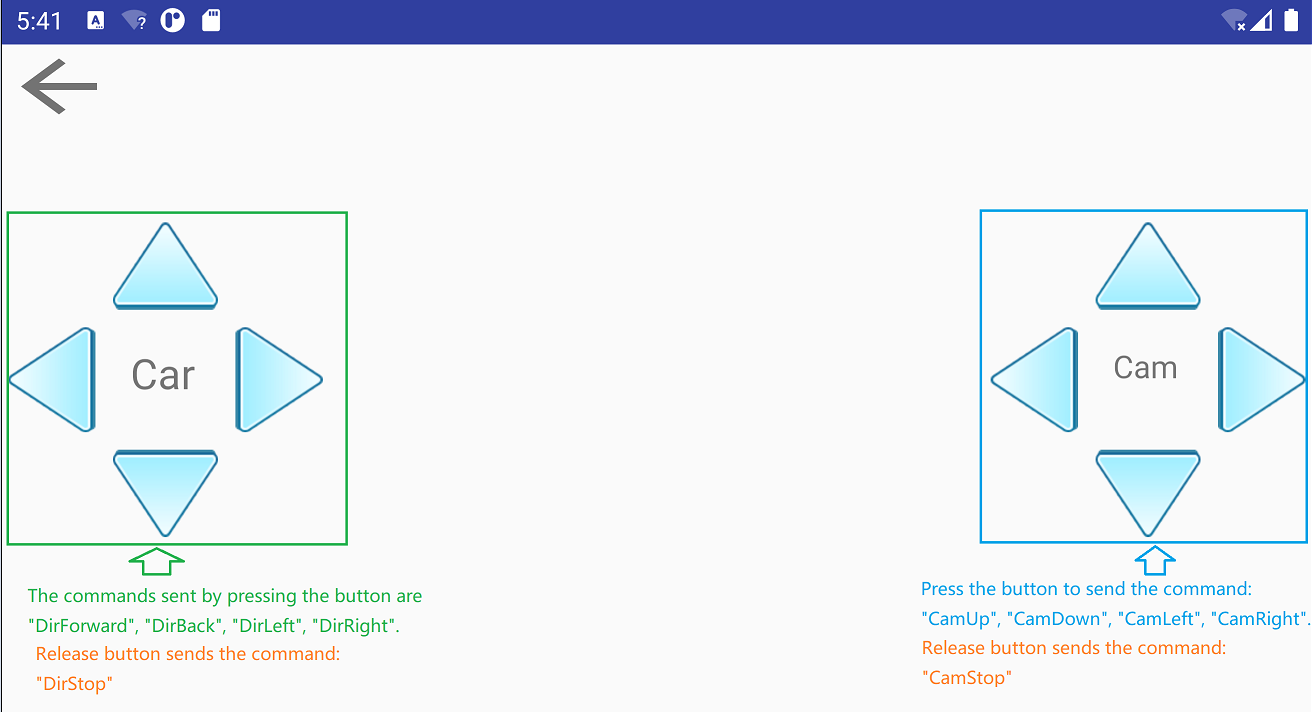 5:41
Car
Cam
The commands sent by pressing the button are
"DirForward", "DirBack", "DirLeft", "DirRight".
Release button sends the command:
"DirStop"
Press the button to send the command:
"CamUp", "CamDown", "CamLeft", "CamRight".
Release button sends the command:
"CamStop"